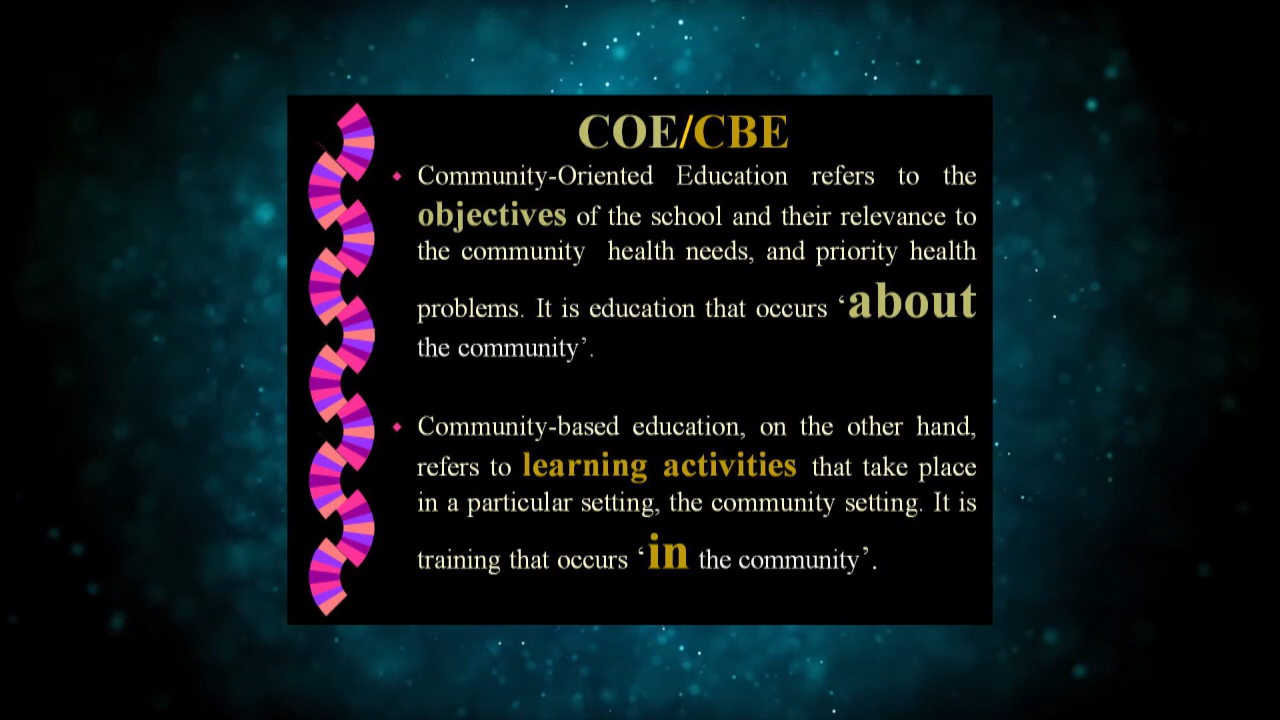 COE/CBE
Community-Oriented Education refers to the
objectives of the school and their relevance to
the community health needs, and priority health
problems. It is education that occurs ‘about
the community’.
Community-based education, on the other hand,
refers to learning activities that take place
in a particular setting, the community setting. It is
training that occurs ‘in the community’.